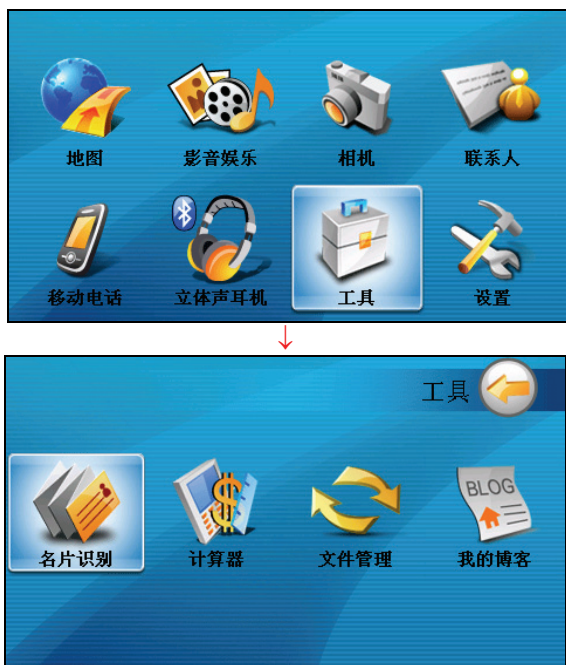 地图 影音娱乐 相机 联系人
移动电话 立体声耳机 工具 设置
↓
工具
BLOG
名片识别 计算器 文件管理 我的博客